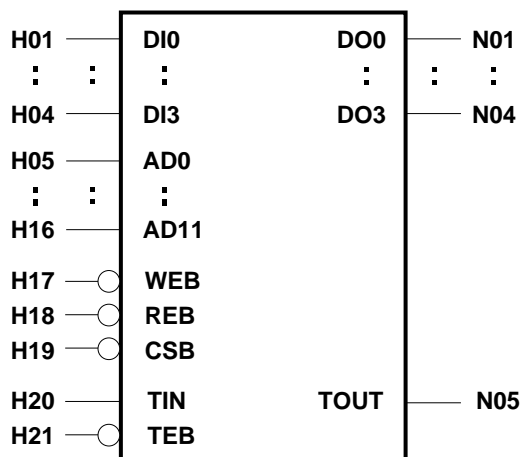 H01 DI0 DO0 N01
: : : : : :
H04 DI3 DO3 N04
H05 AD0
: : :
H16 AD11
H17 WEB
H18 REB
H19 CSB
H20 TIN TOUT N05
H21 TEB